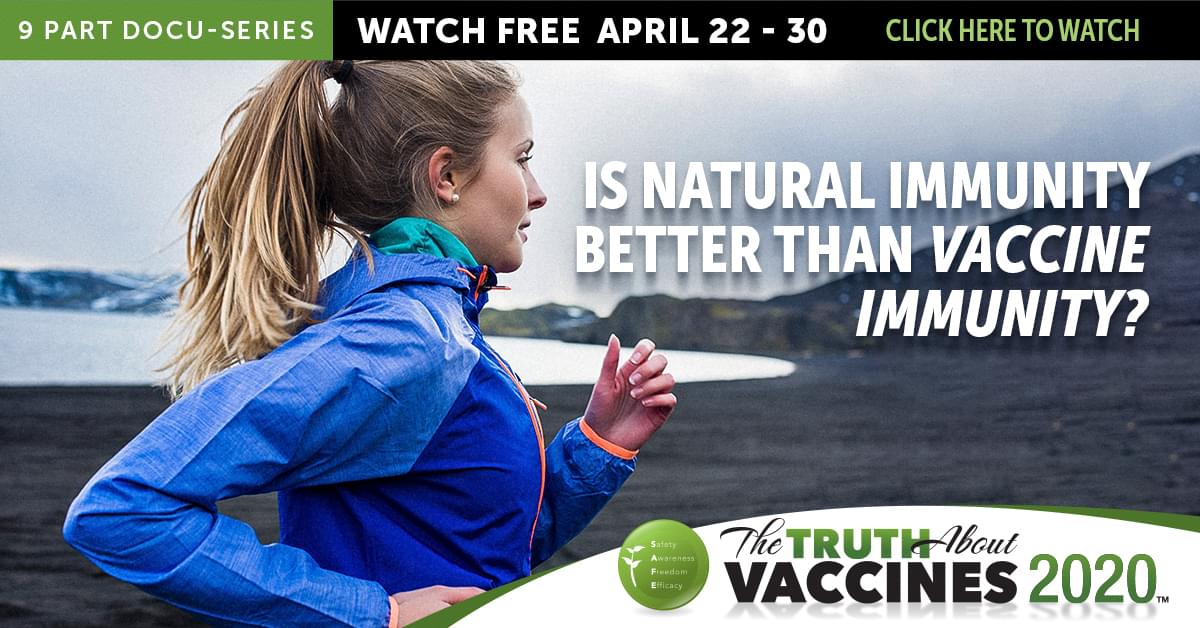 9 PART DOCU-SERIES
WATCH FREE APRIL 22 - 30
CLICK HERE TO WATCH
IS NATURAL IMMUNITY
BETTER THAN VACCINE
IMMUNITY?
Safety
Awareness
Freedom
Efficacy
The TRUTH About
VACCINES 2020™